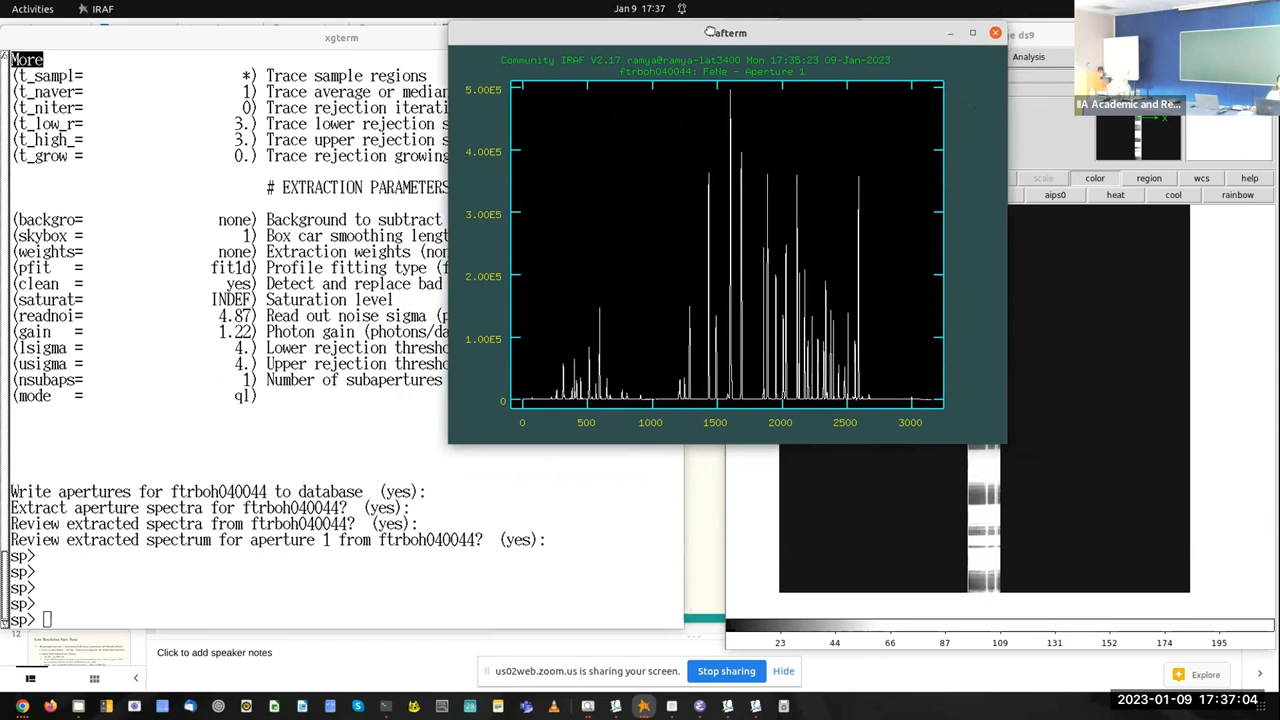 Activities
IRAF
Jan 9 17:37
xgterm
irafterm
ge ds9
More
(t_sampl= *) Trace sample regions
(t_naver 1) Trace average or median
(t_niter 0) Trace rejection iterati
(t_low_r 3.) Trace lower rejection s
(t_high_= 3.) Trace upper rejection s
(t_grow = 0.) Trace rejection growing
# EXTRACTION PARAMETERS
(backgro= none) Background to subtract
(skybox = 1) Box car smoothing length
(weights= none) Extraction weights (non
(pfit = fit1d) Profile fitting type (f
(clean = yes) Detect and replace bad
(saturat= INDEF) Saturation level
(readnoi= 4.87) Read out noise sigma (p
(gain = 1.22) Photon gain (photons/da
(lsigma = 4.) Lower rejection thresho
(usigma = 4.) Upper rejection thresho
(nsubaps= 1) Number of subapertures
(mode = ql)
Write apertures for ftrboh040044 to database (yes):
Extract aperture spectra for ftrboh040044? (yes):
Review extracted spectra from ftrboh040044? (yes):
Review extracted spectrum for aperture 1 from ftrboh040044? (yes):
sp>
sp>
sp>
sp>
sp>
Community IRAF V2.17 ramya@ramya-lat3400 Mon 17:35:23 09-Jan-2023
ftrboh040044: FeNe - Aperture 1
5.00E5
4.00E5
3.00E5
2.00E5
1.00E5
0
0 500 1000 1500 2000 2500 3000
Analysis
IIA Academic and Re...
X
scale color region wcs help
aips0 heat cool rainbow
23 43 66 87 109 131 152 174 195
12
Click to add speaker notes
us02web.zoom.us is sharing your screen.
Stop sharing
Hide
Explore
2023-01-09 17:37:04